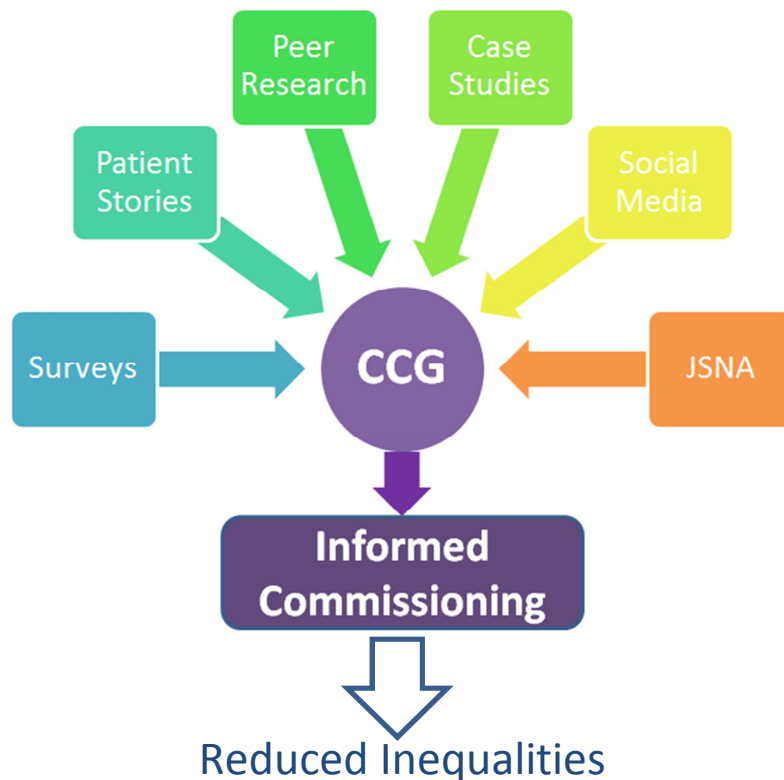 Peer
Research
Case
Studies
Patient
Stories
Social
Media
Surveys
CCG
JSNA
Informed
Commissioning
Reduced Inequalities